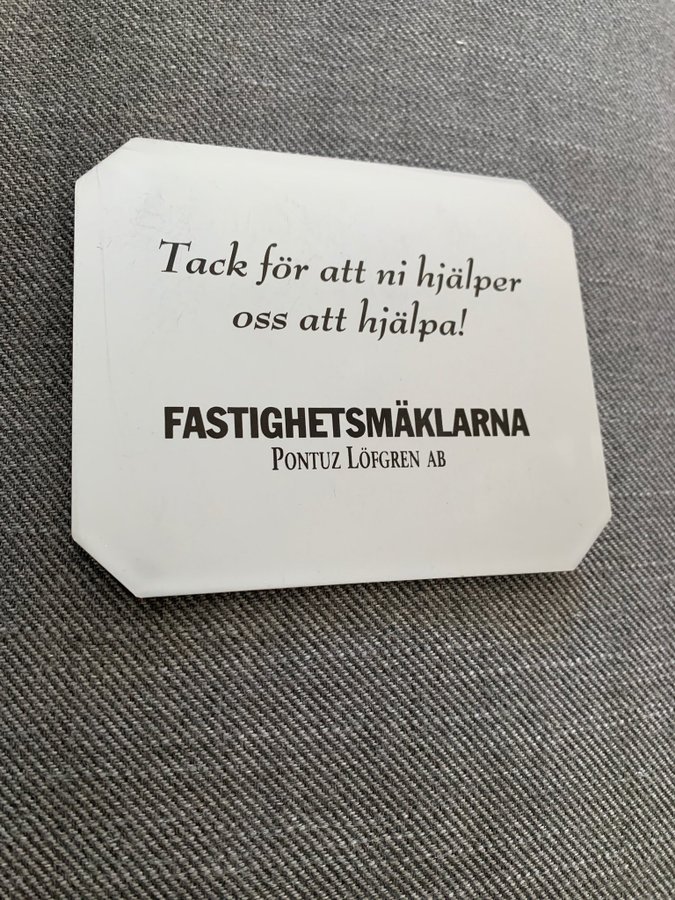 Tack för att ni hjälper
oss att hjälpa!
FASTIGHETSMÄKLARNA
PONTUZ LÖFGREN AB